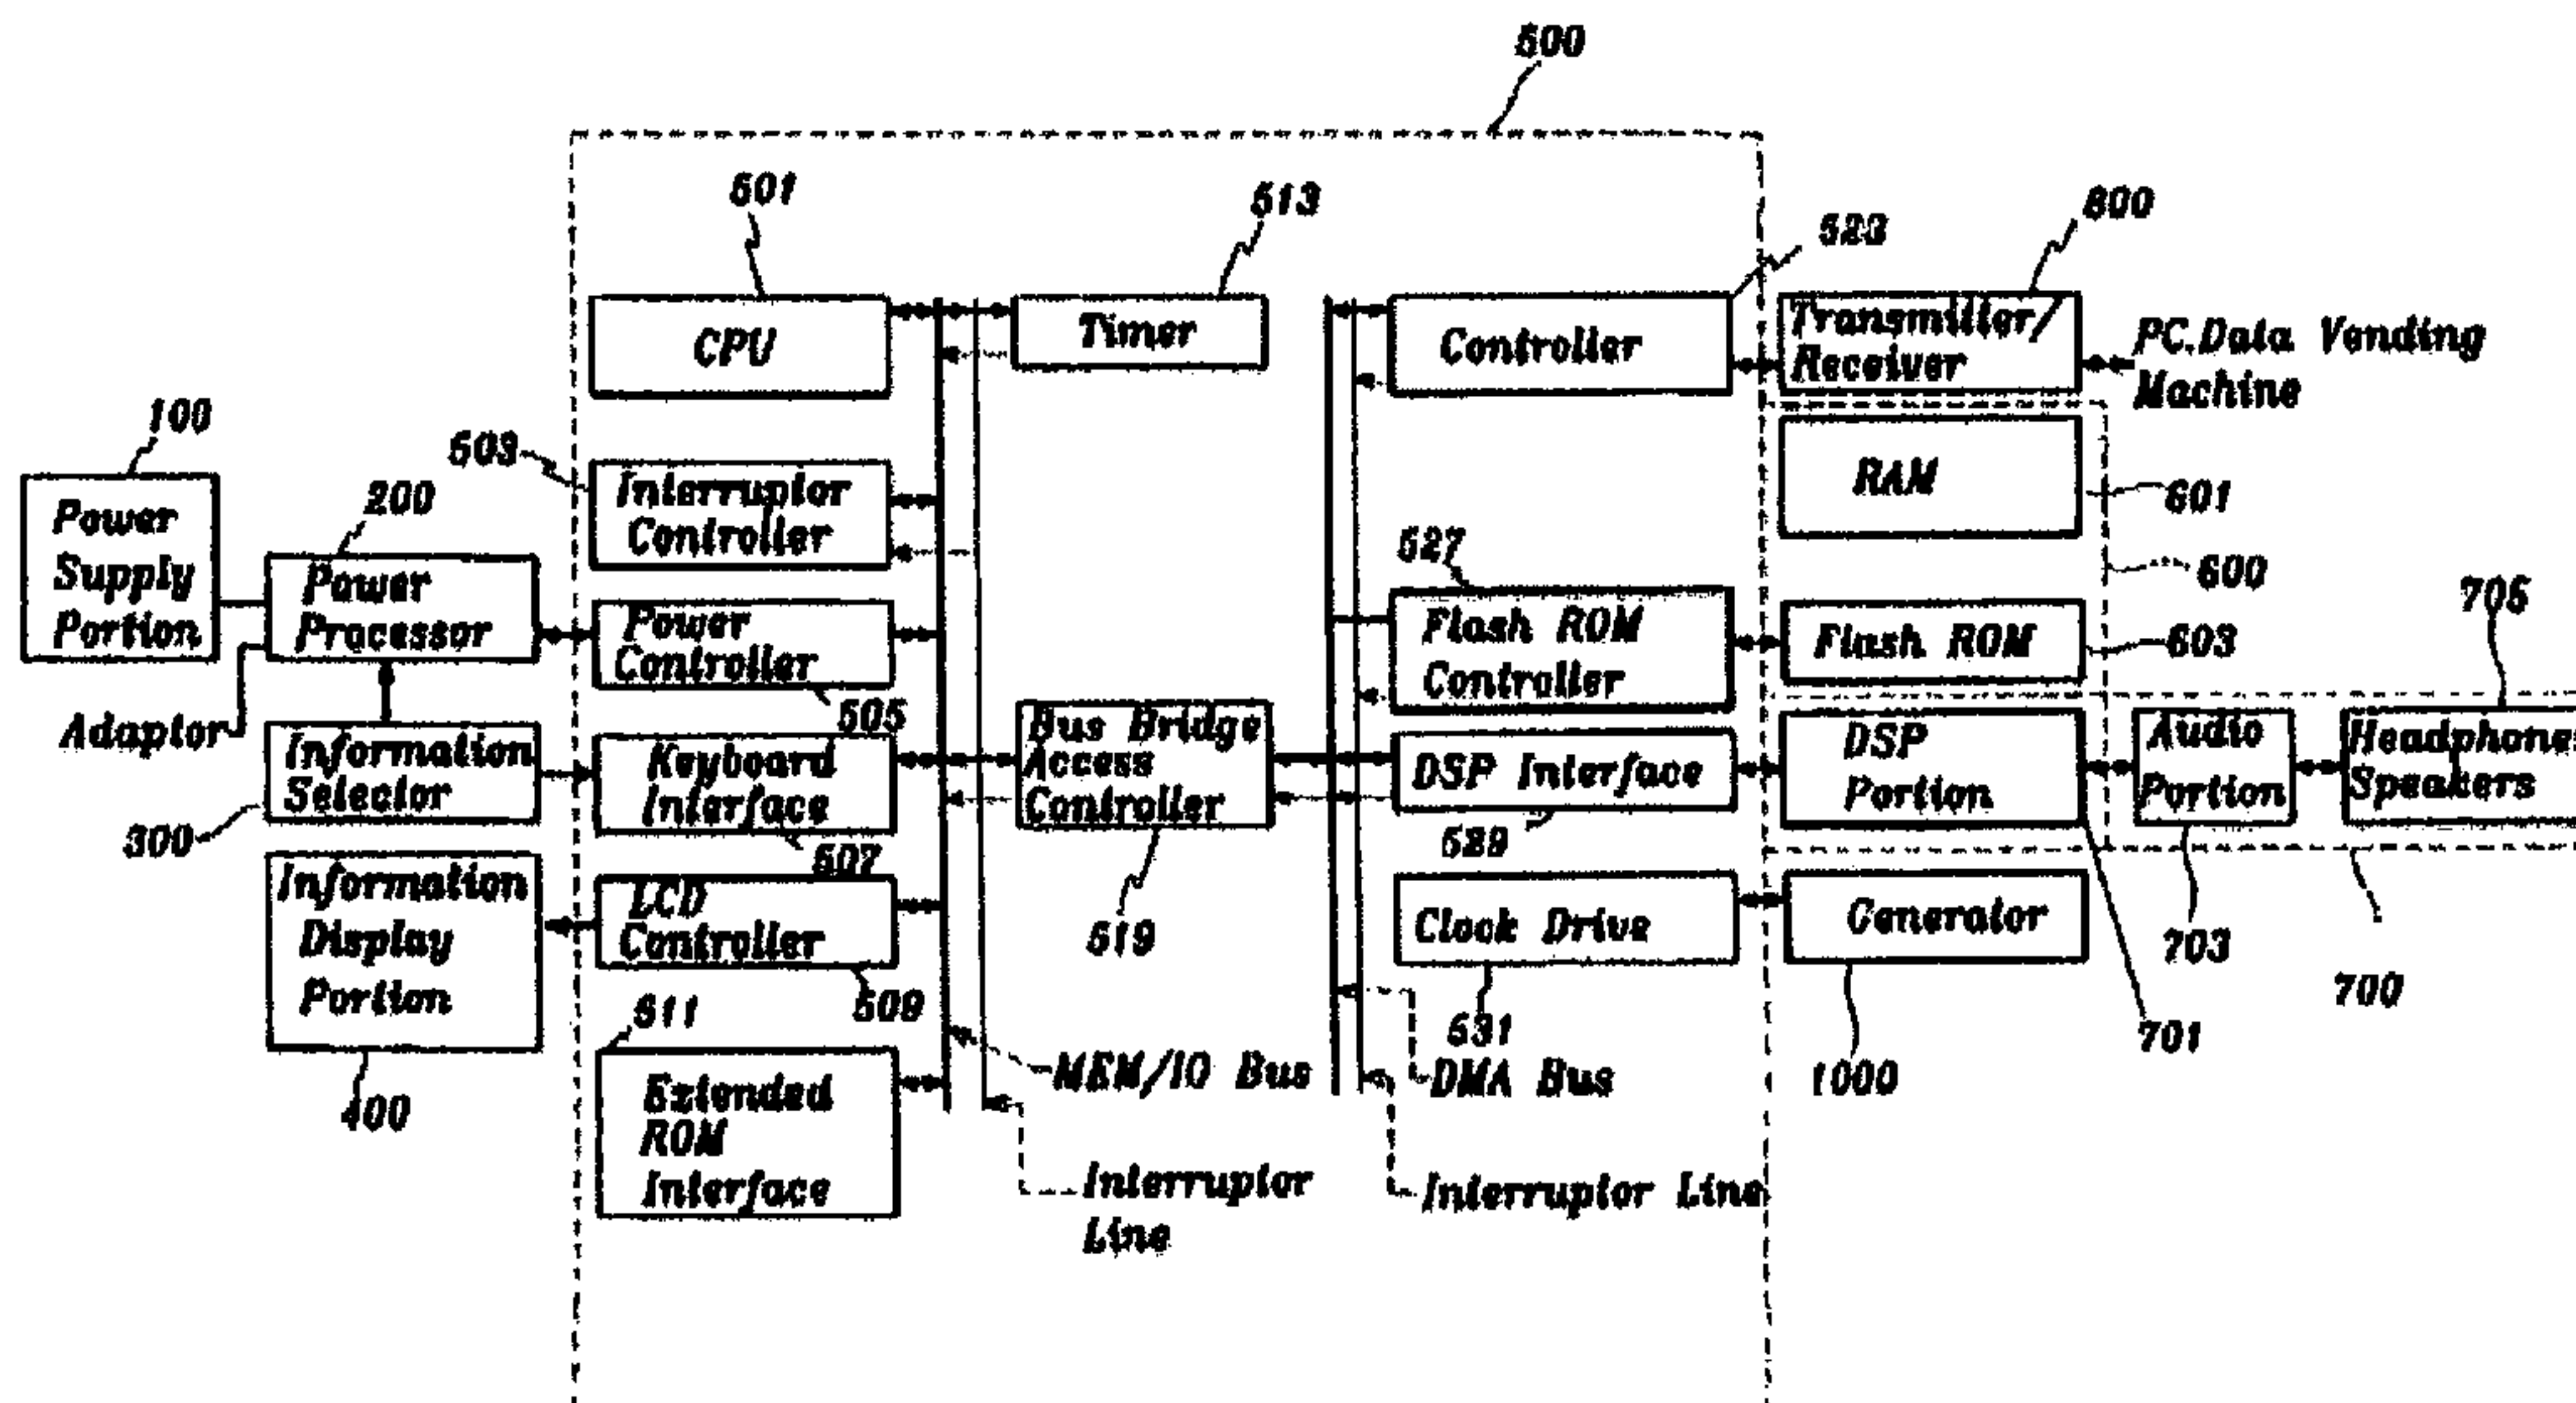 500
501
513
523
800
CPU
Timer
Controller
Transmitter/
Receiver
PC.Data Vending
Machine
100
503
200
Power
Supply
Portion
Interruptor
Controller
RAM
601
527
600
Power
Processor
Power
Controller
505
Flash ROM
Controller
Flash ROM
603
705
Adaptor
Information
Selector
300
Keyboard
Interface
507
Bus Bridge
Access
Controller
519
DSP Interface
529
DSP
Portion
Audio
Portion
Headphone
Speakers
Information
Display
Portion
400
LCD
Controller
509
Clock Drive
531
Generator
1000
703
701
700
511
Extended
ROM
Interface
MEM/IO Bus
DMA Bus
Interruptor
Line
Interruptor Line